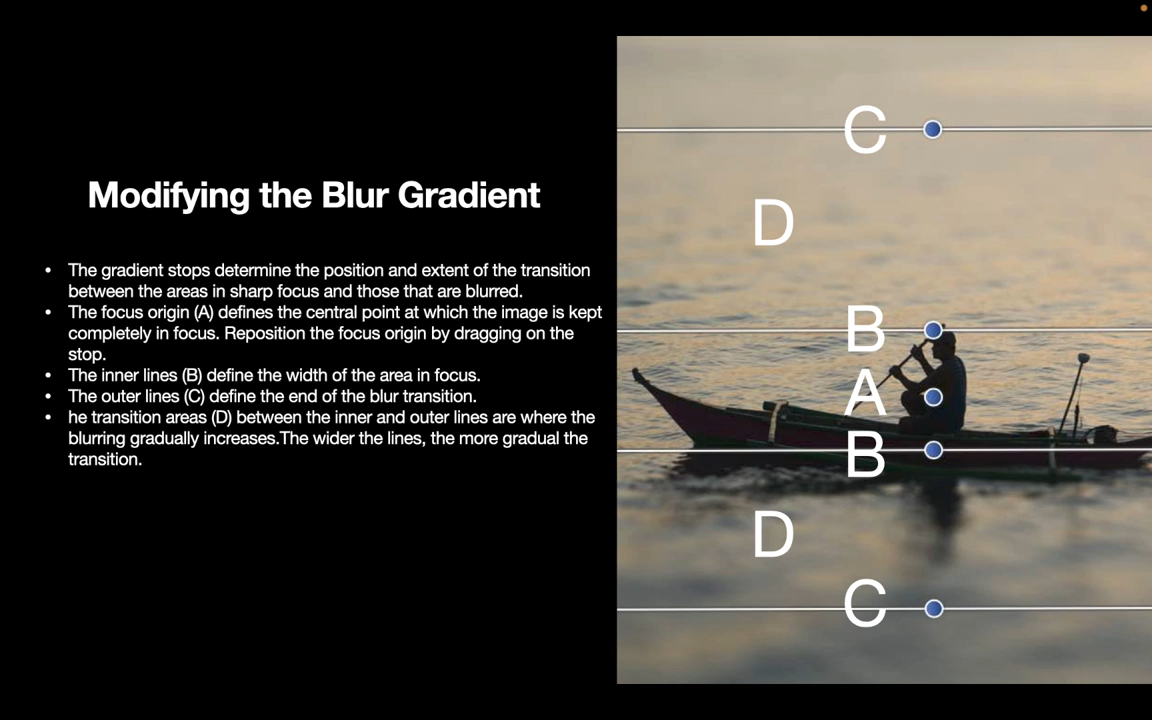 Modifying the Blur Gradient
• The gradient stops determine the position and extent of the transition
between the areas in sharp focus and those that are blurred.
• The focus origin (A) defines the central point at which the image is kept
completely in focus. Reposition the focus origin by dragging on the
stop.
• The inner lines (B) define the width of the area in focus.
• The outer lines (C) define the end of the blur transition.
• he transition areas (D) between the inner and outer lines are where the
blurring gradually increases.The wider the lines, the more gradual the
transition.
C
D
B
A
B
D
C